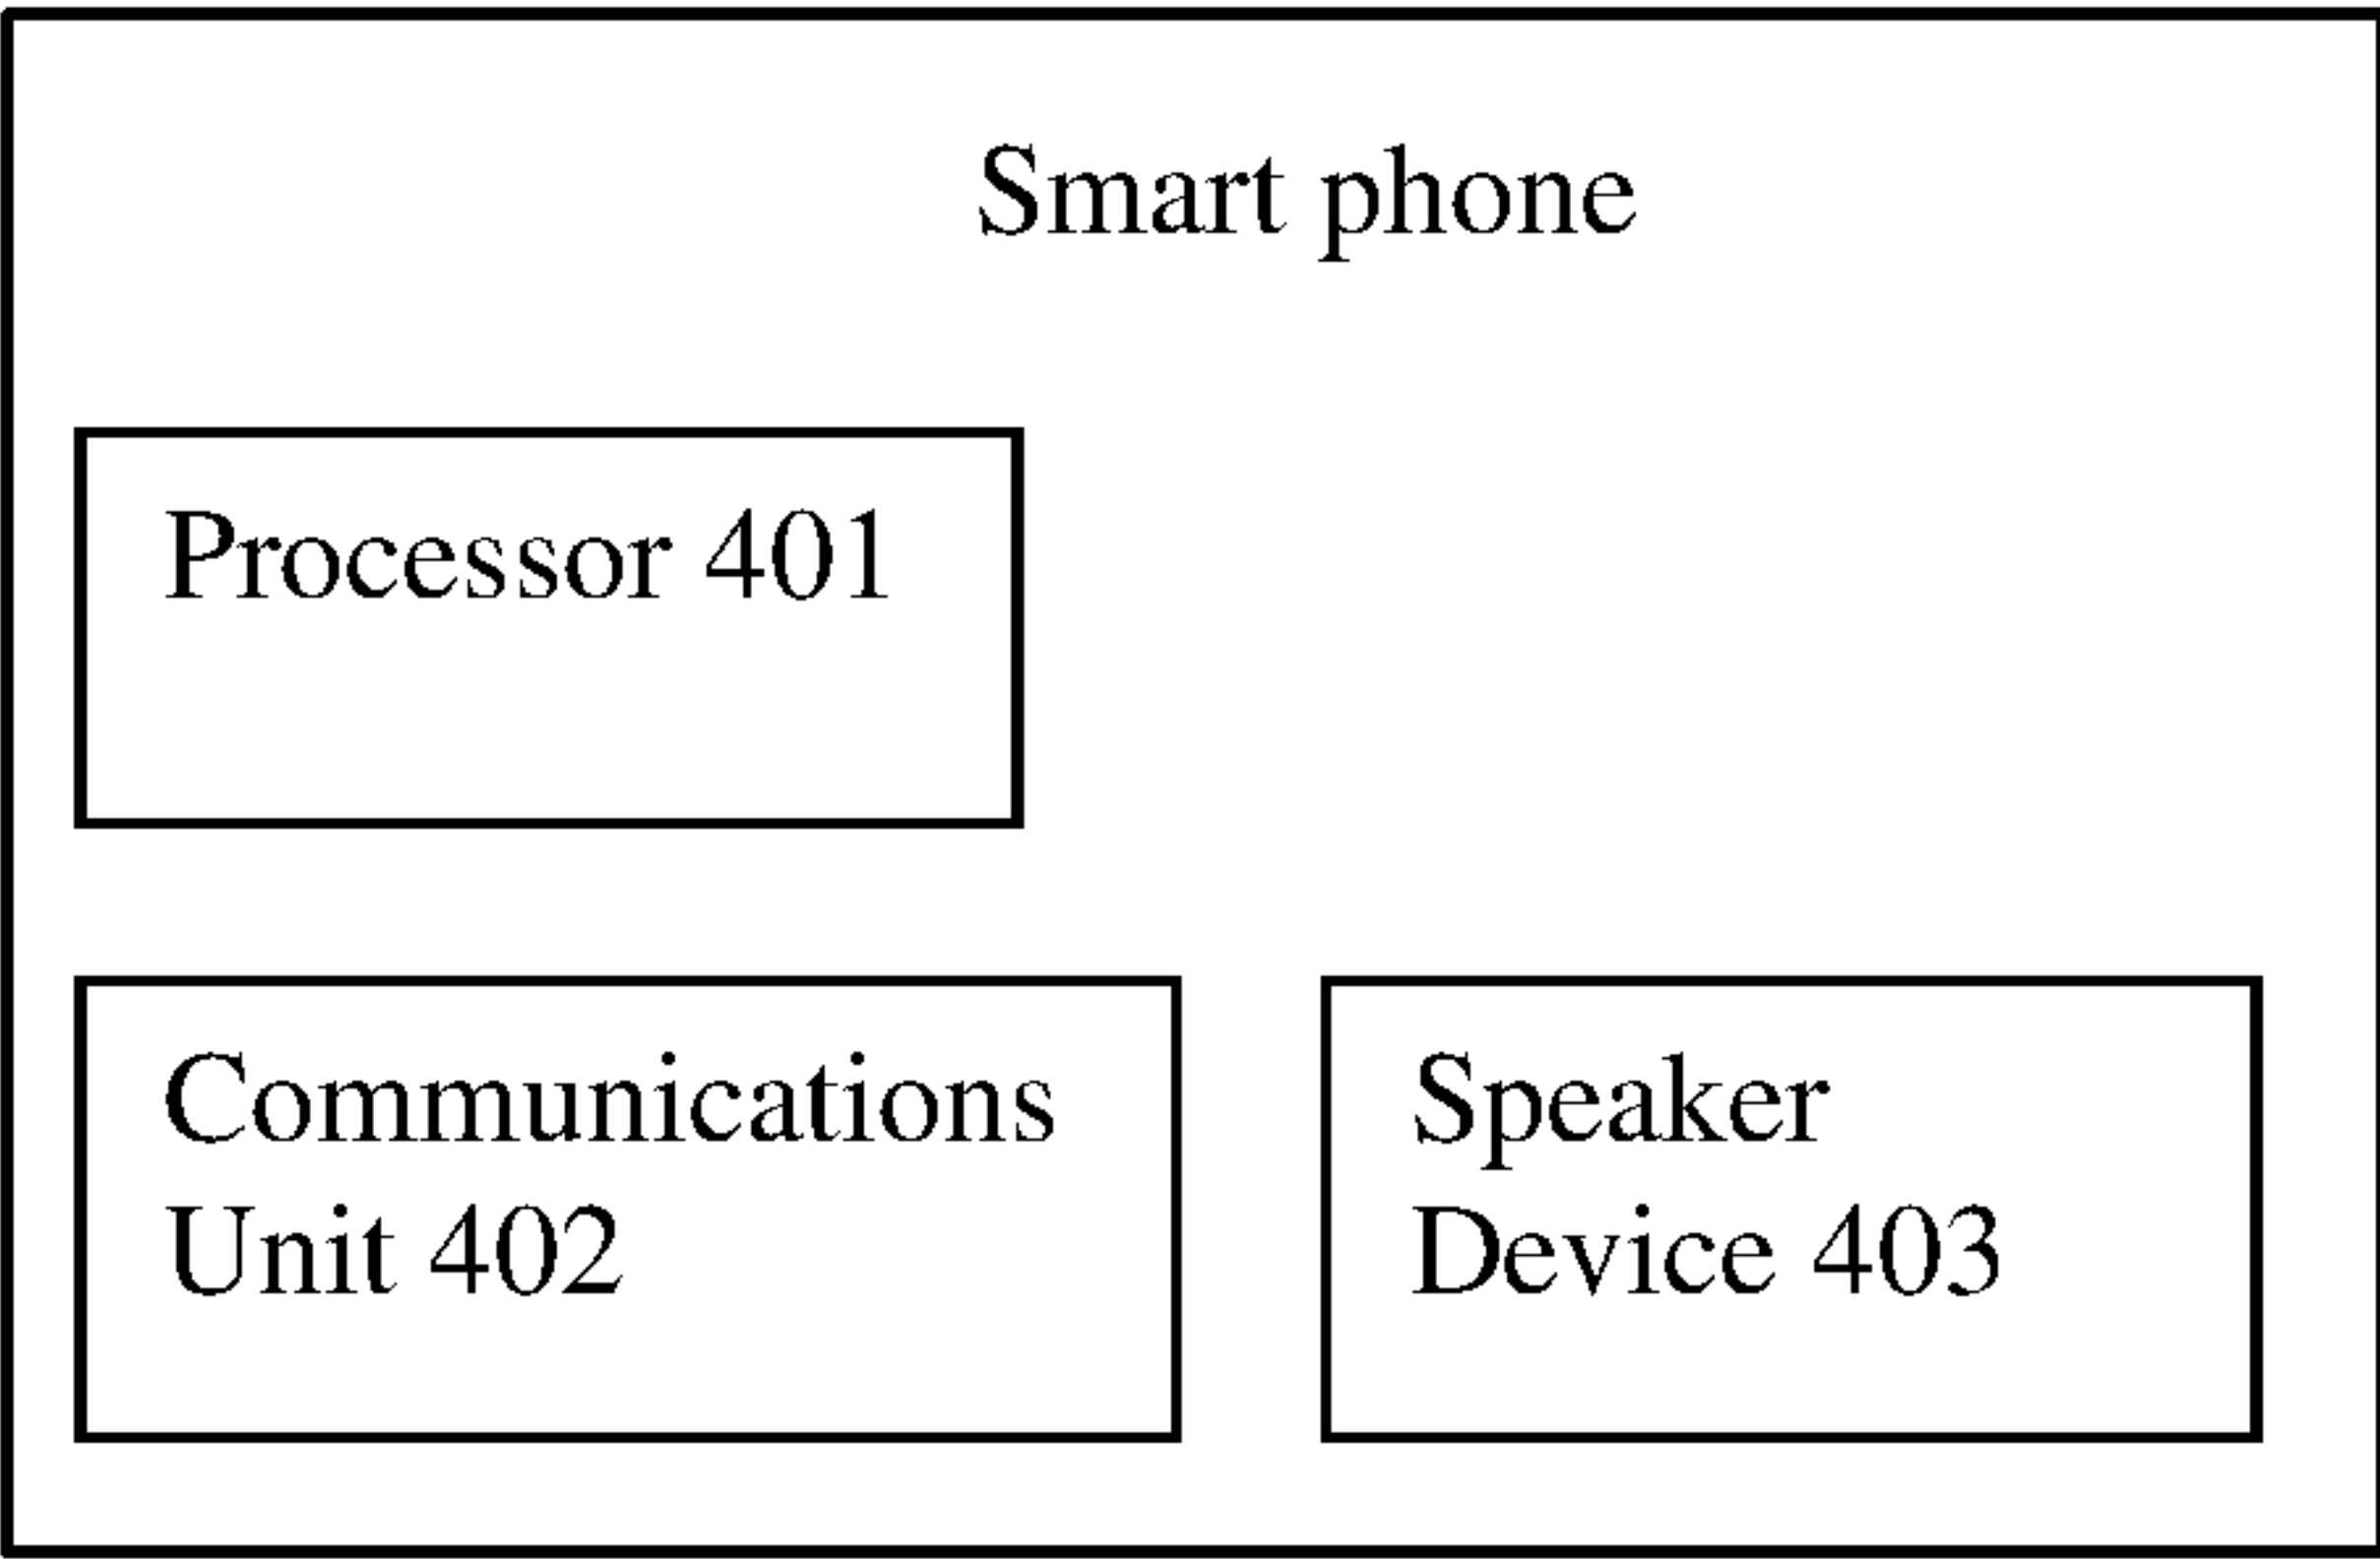 Smart phone
Processor 401
Communications
Unit 402
Speaker
Device 403